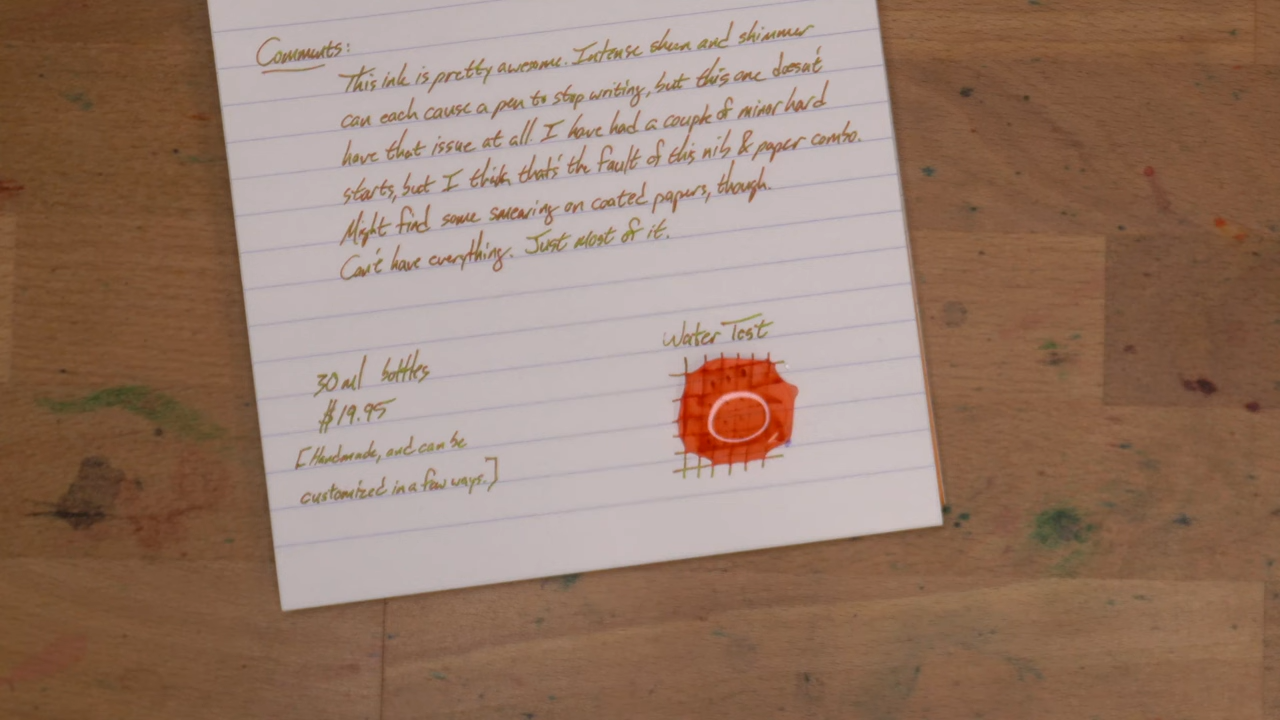 Comments:
This ink is pretty awesome. Intense sheen and shimmer
can each cause a pen to stop writing, but this one doesn't
have that issue at all. I have had a couple of minor hard
starts, but I think that's the fault of this nib & paper combo.
Might find some smearing on coated papers, though.
Can't have everything. Just most of it.
Water Test
30ml bottles
$19.95
[Handmade, and can be
customized in a few ways.]